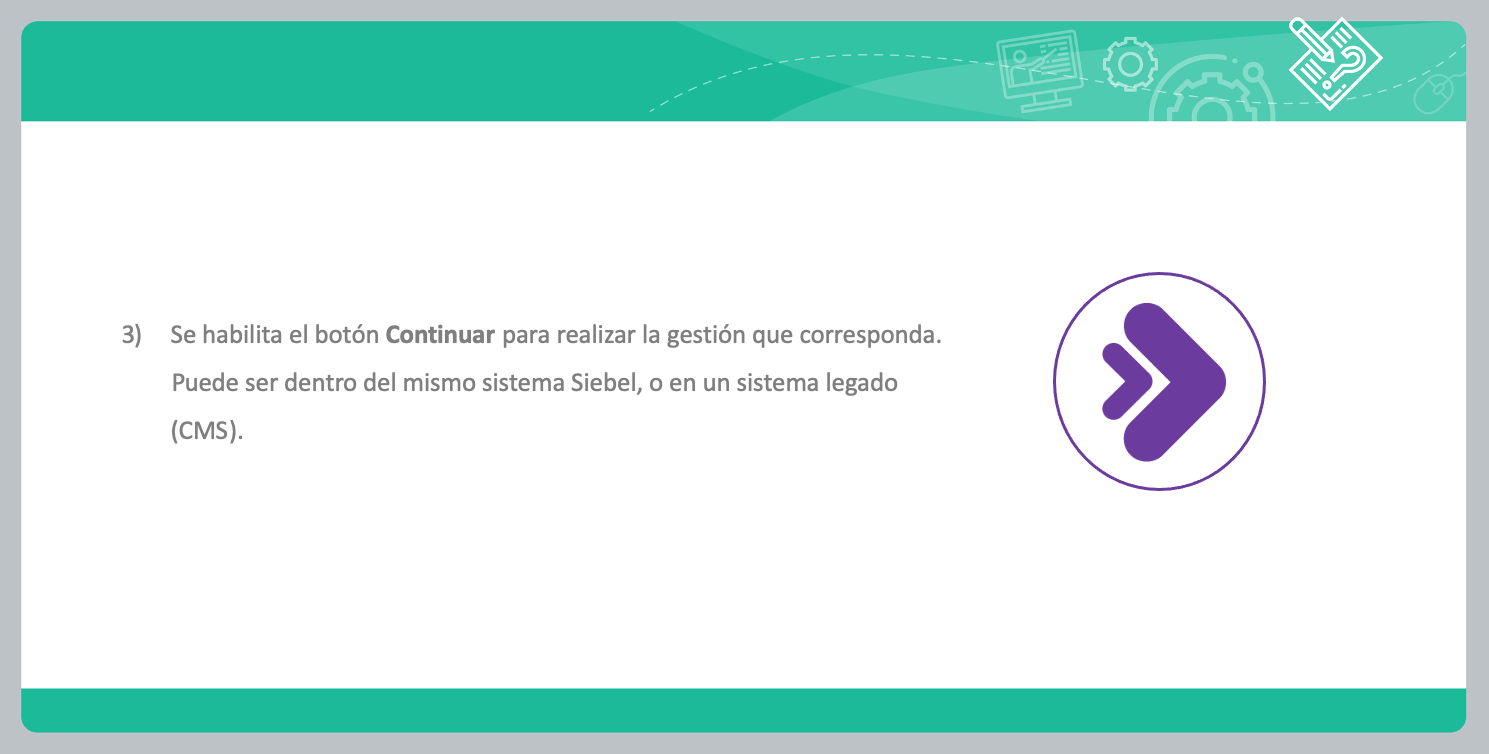 3) Se habilita el botón Continuar para realizar la gestión que corresponda.
Puede ser dentro del mismo sistema Siebel, o en un sistema legado
(CMS).